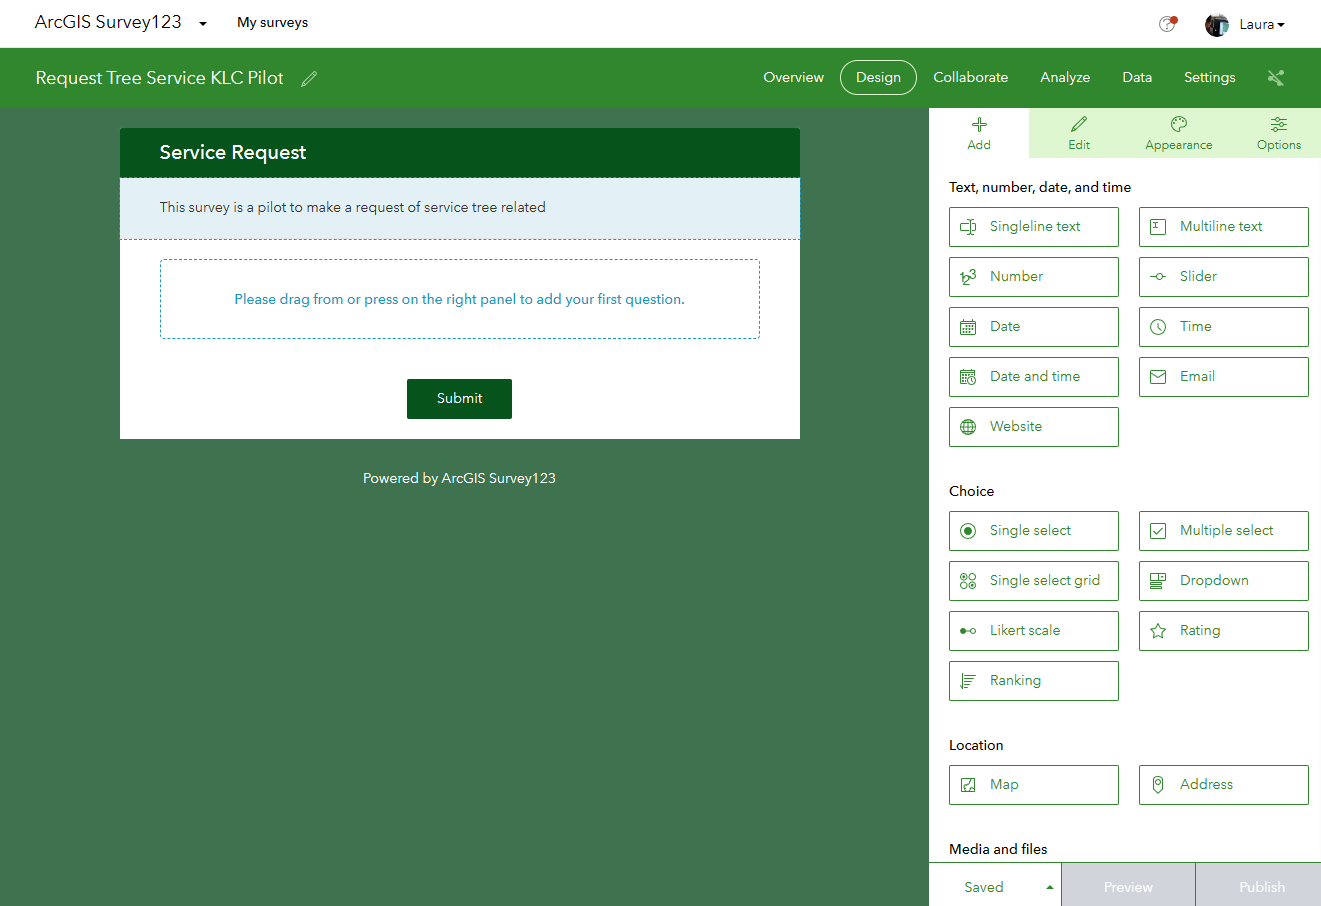 ArcGIS Survey123
My surveys
Laura
Request Tree Service KLC Pilot
Overview
Design
Collaborate
Analyze
Data
Settings
Add
Edit
Appearance
Options
Service Request
This survey is a pilot to make a request of service tree related
Please drag from or press on the right panel to add your first question.
Submit
Powered by ArcGIS Survey123
Text, number, date, and time
Singleline text
Multiline text
Number
Slider
Date
Time
Date and time
Email
Website
Choice
Single select
Multiple select
Single select grid
Dropdown
Likert scale
Rating
Ranking
Location
Map
Address
Media and files
Saved
Preview
Publish